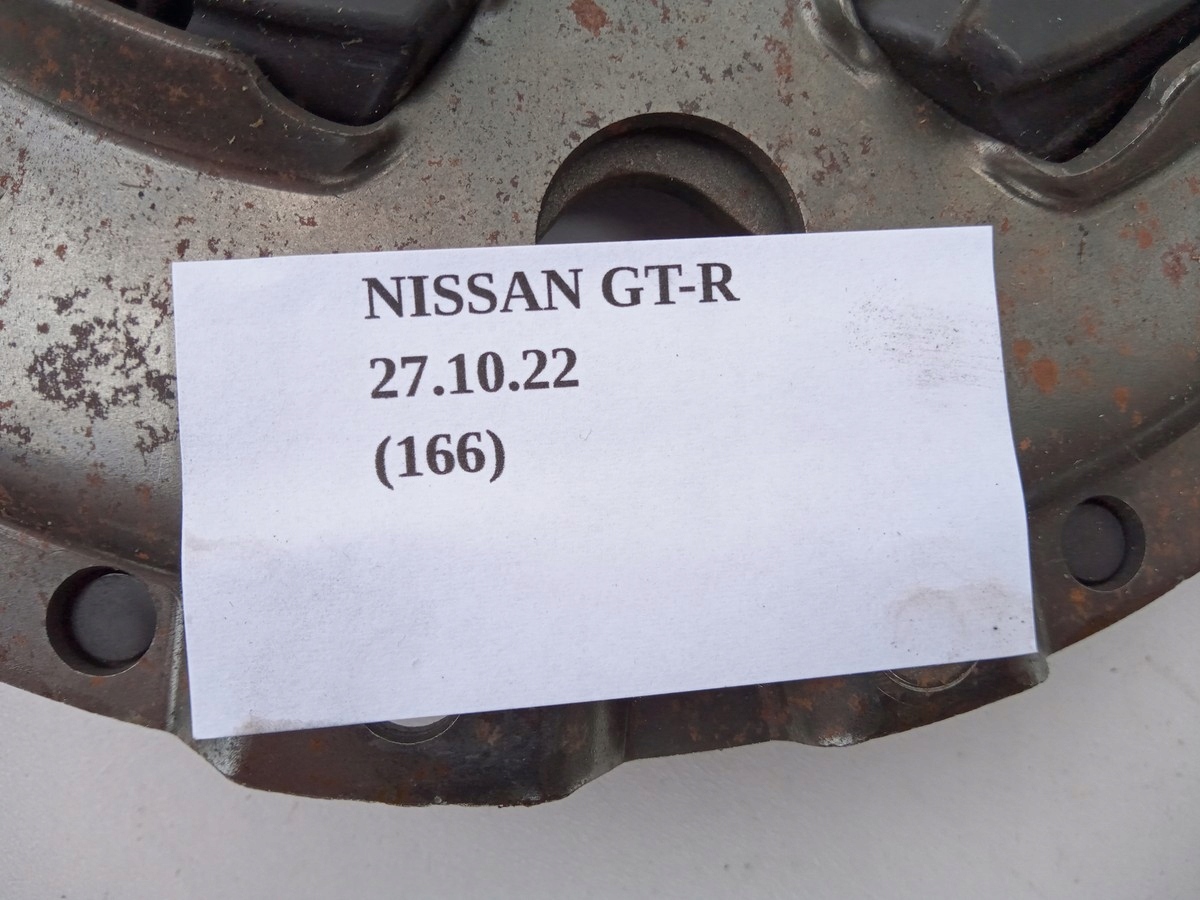 NISSAN GT-R
27.10.22
(166)